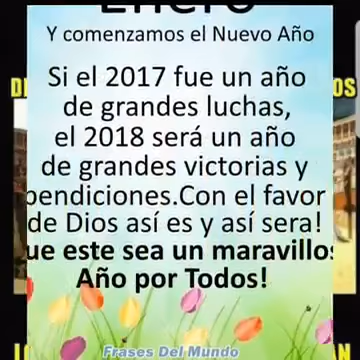 Enero
Y comenzamos el Nuevo Año
Si el 2017 fue un año
de grandes luchas,
el 2018 será un año
de grandes victorias y
bendiciones.Con el favor
de Dios así es y así sera!
ue este sea un maravillos
Año por Todos!
Frases Del Mundo